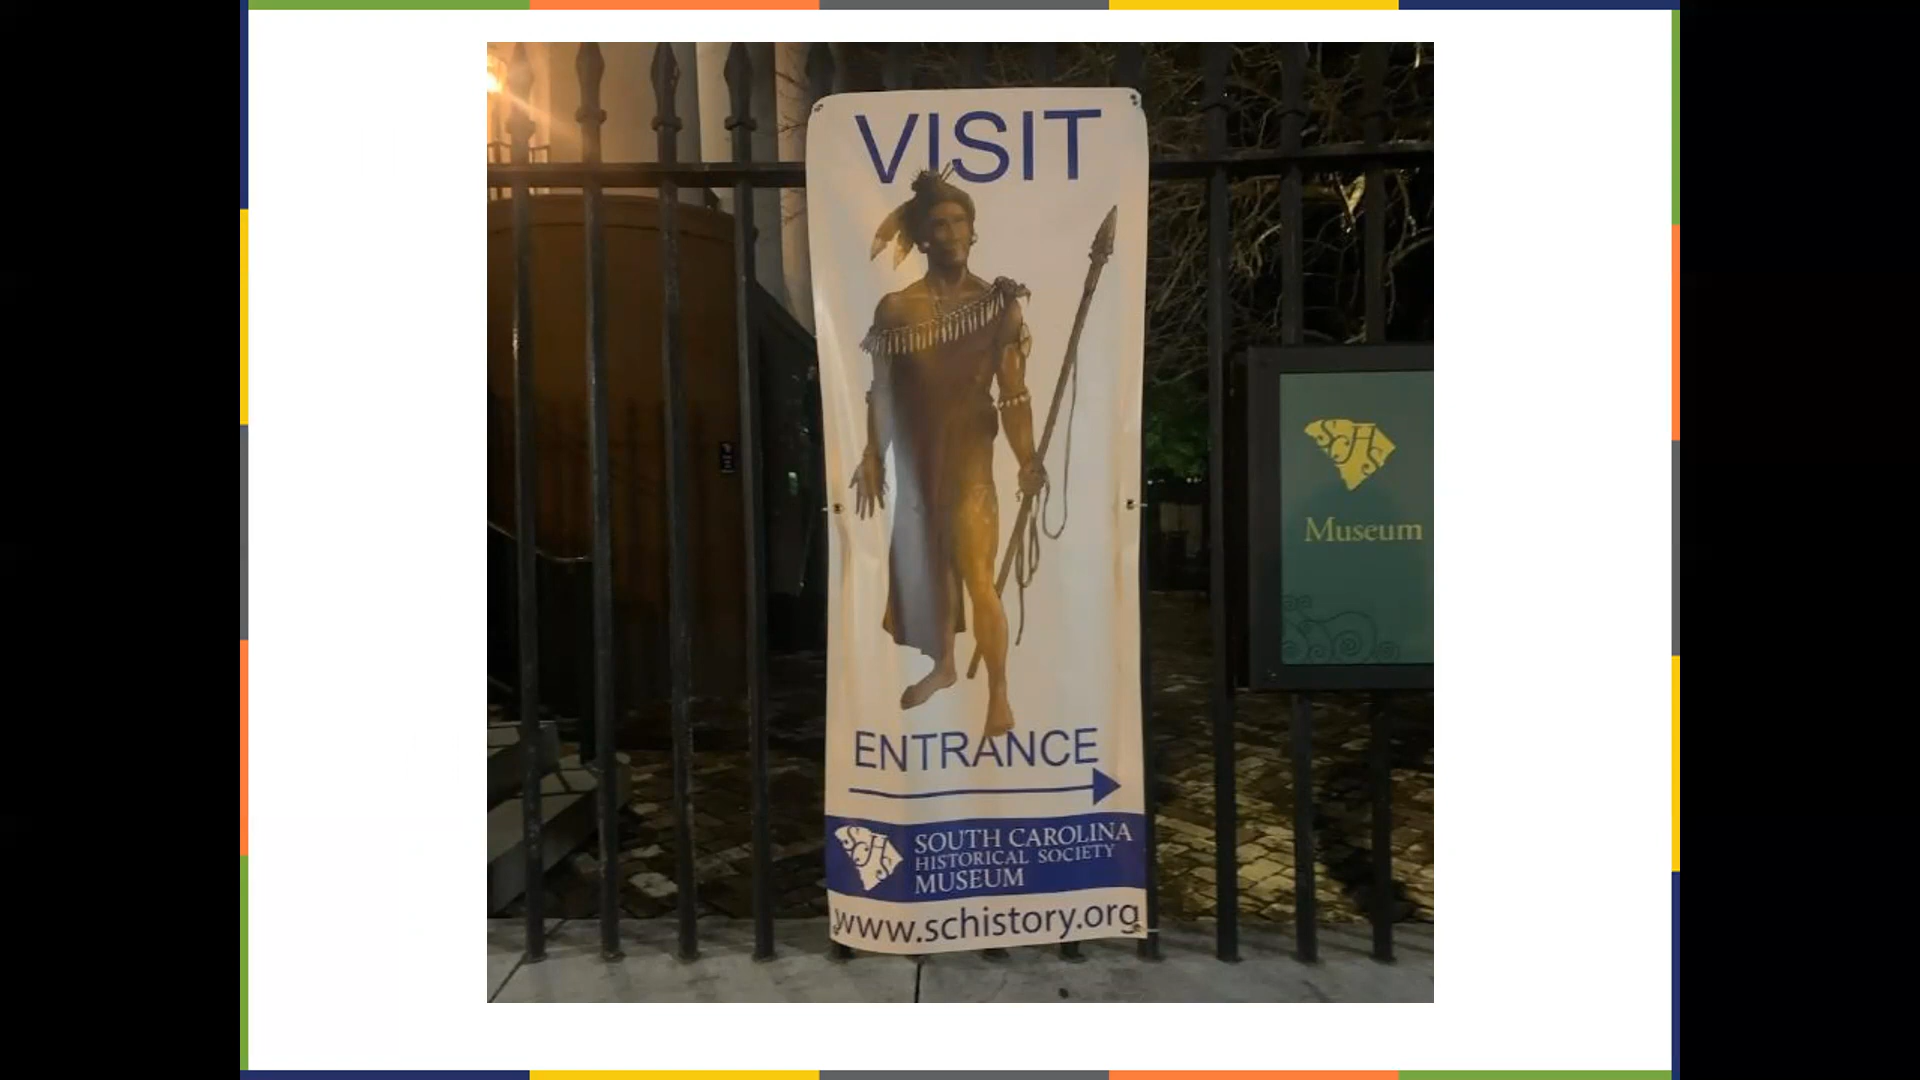 VISIT
ENTRANCE
SCHS
SOUTH CAROLINA
HISTORICAL SOCIETY
MUSEUM
www.schistory.org
SCHS
Museum